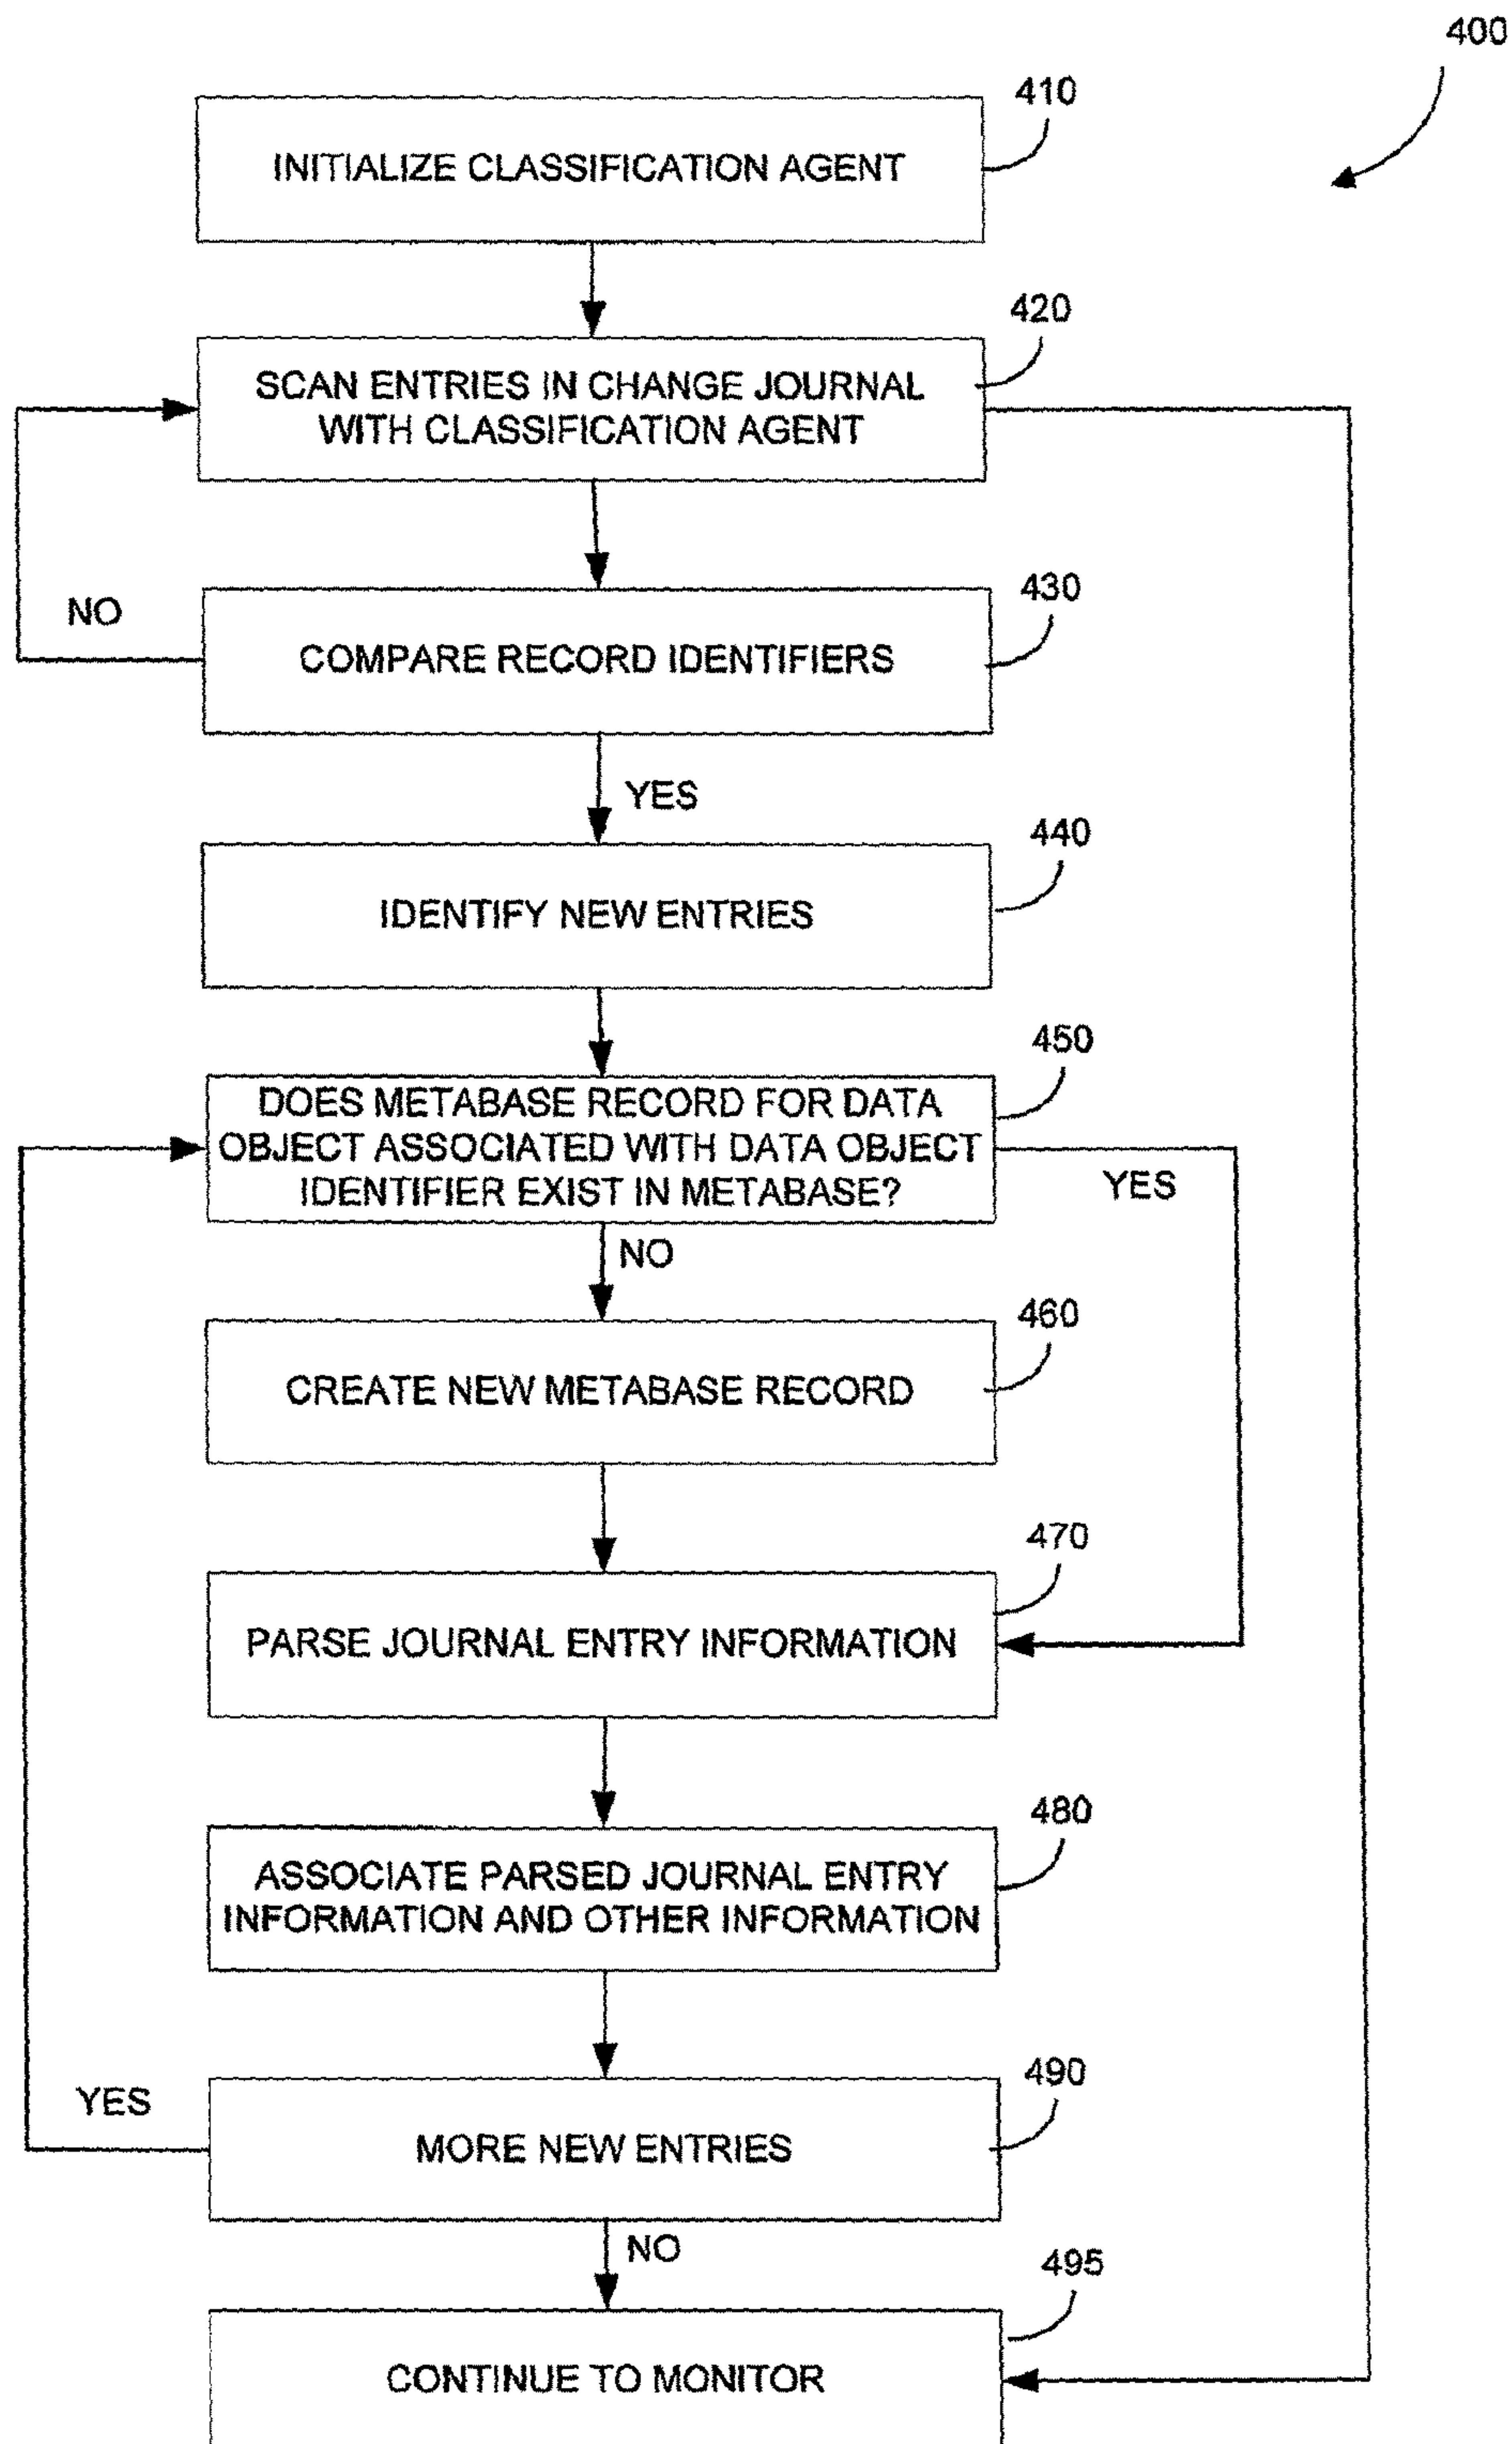 400
410
INITIALIZE CLASSIFICATION AGENT
420
SCAN ENTRIES IN CHANGE JOURNAL
WITH CLASSIFICATION AGENT
430
NO
COMPARE RECORD IDENTIFIERS
YES
440
IDENTIFY NEW ENTRIES
450
DOES METABASE RECORD FOR DATA
OBJECT ASSOCIATED WITH DATA OBJECT
IDENTIFIER EXIST IN METABASE?
YES
NO
460
CREATE NEW METABASE RECORD
470
PARSE JOURNAL ENTRY INFORMATION
480
ASSOCIATE PARSED JOURNAL ENTRY
INFORMATION AND OTHER INFORMATION
490
YES
MORE NEW ENTRIES
NO
495
CONTINUE TO MONITOR